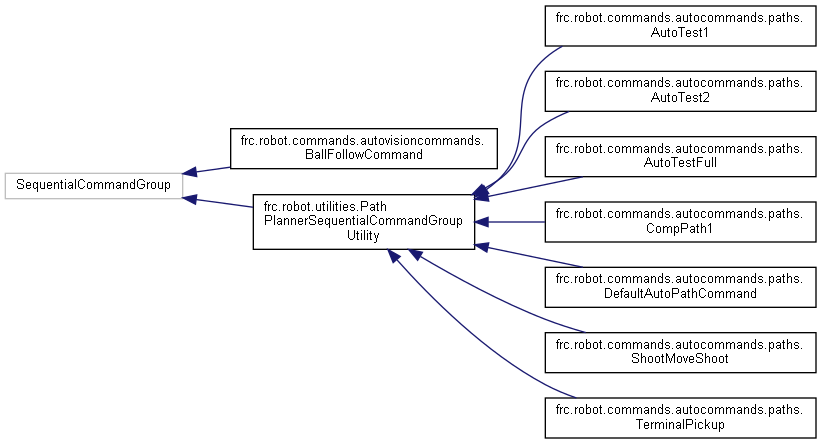 SequentialCommandGroup
frc.robot.commands.autovisioncommands.
BallFollowCommand
frc.robot.utilities.Path
PlannerSequentialCommandGroup
Utility
frc.robot.commands.autocommands.paths.
AutoTest1
frc.robot.commands.autocommands.paths.
AutoTest2
frc.robot.commands.autocommands.paths.
AutoTestFull
frc.robot.commands.autocommands.paths.
CompPath1
frc.robot.commands.autocommands.paths.
DefaultAutoPathCommand
frc.robot.commands.autocommands.paths.
ShootMoveShoot
frc.robot.commands.autocommands.paths.
TerminalPickup